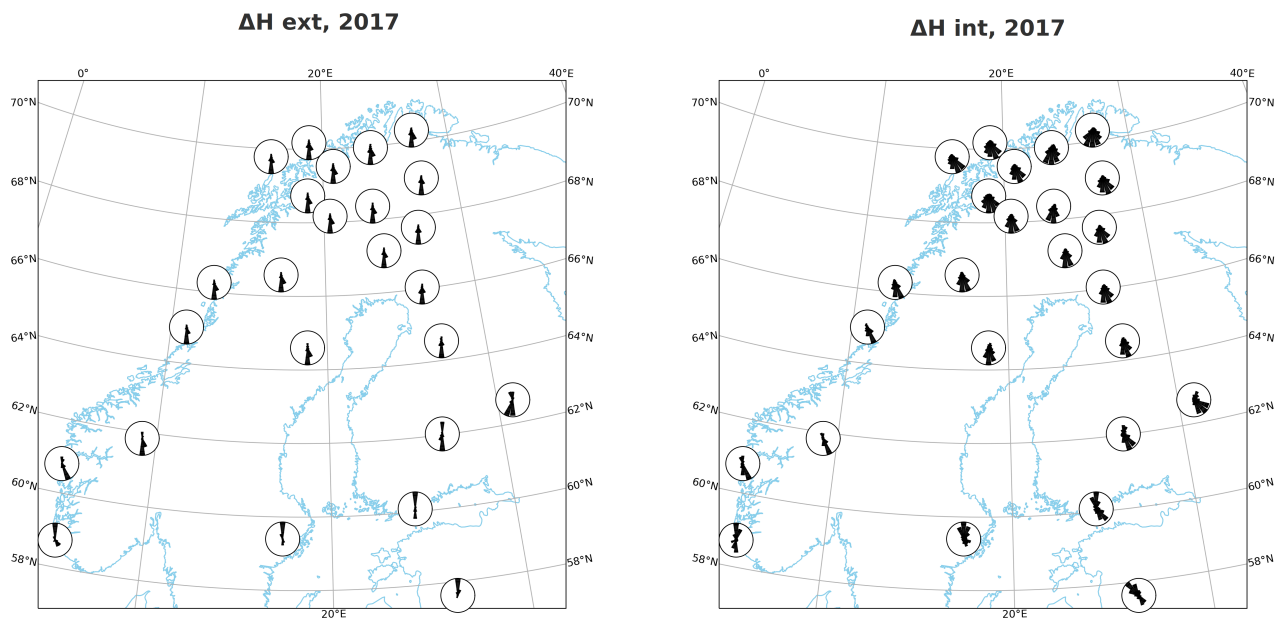 ΔH ext, 2017
0° 20°E 40°E
70°N 70°N
68°N 68°N
66°N 66°N
64°N 64°N
62°N 62°N
60°N 60°N
58°N 58°N
20°E
ΔH int, 2017
0° 20°E 40°E
70°N 70°N
68°N 68°N
66°N 66°N
64°N 64°N
62°N 62°N
60°N 60°N
58°N 58°N
20°E